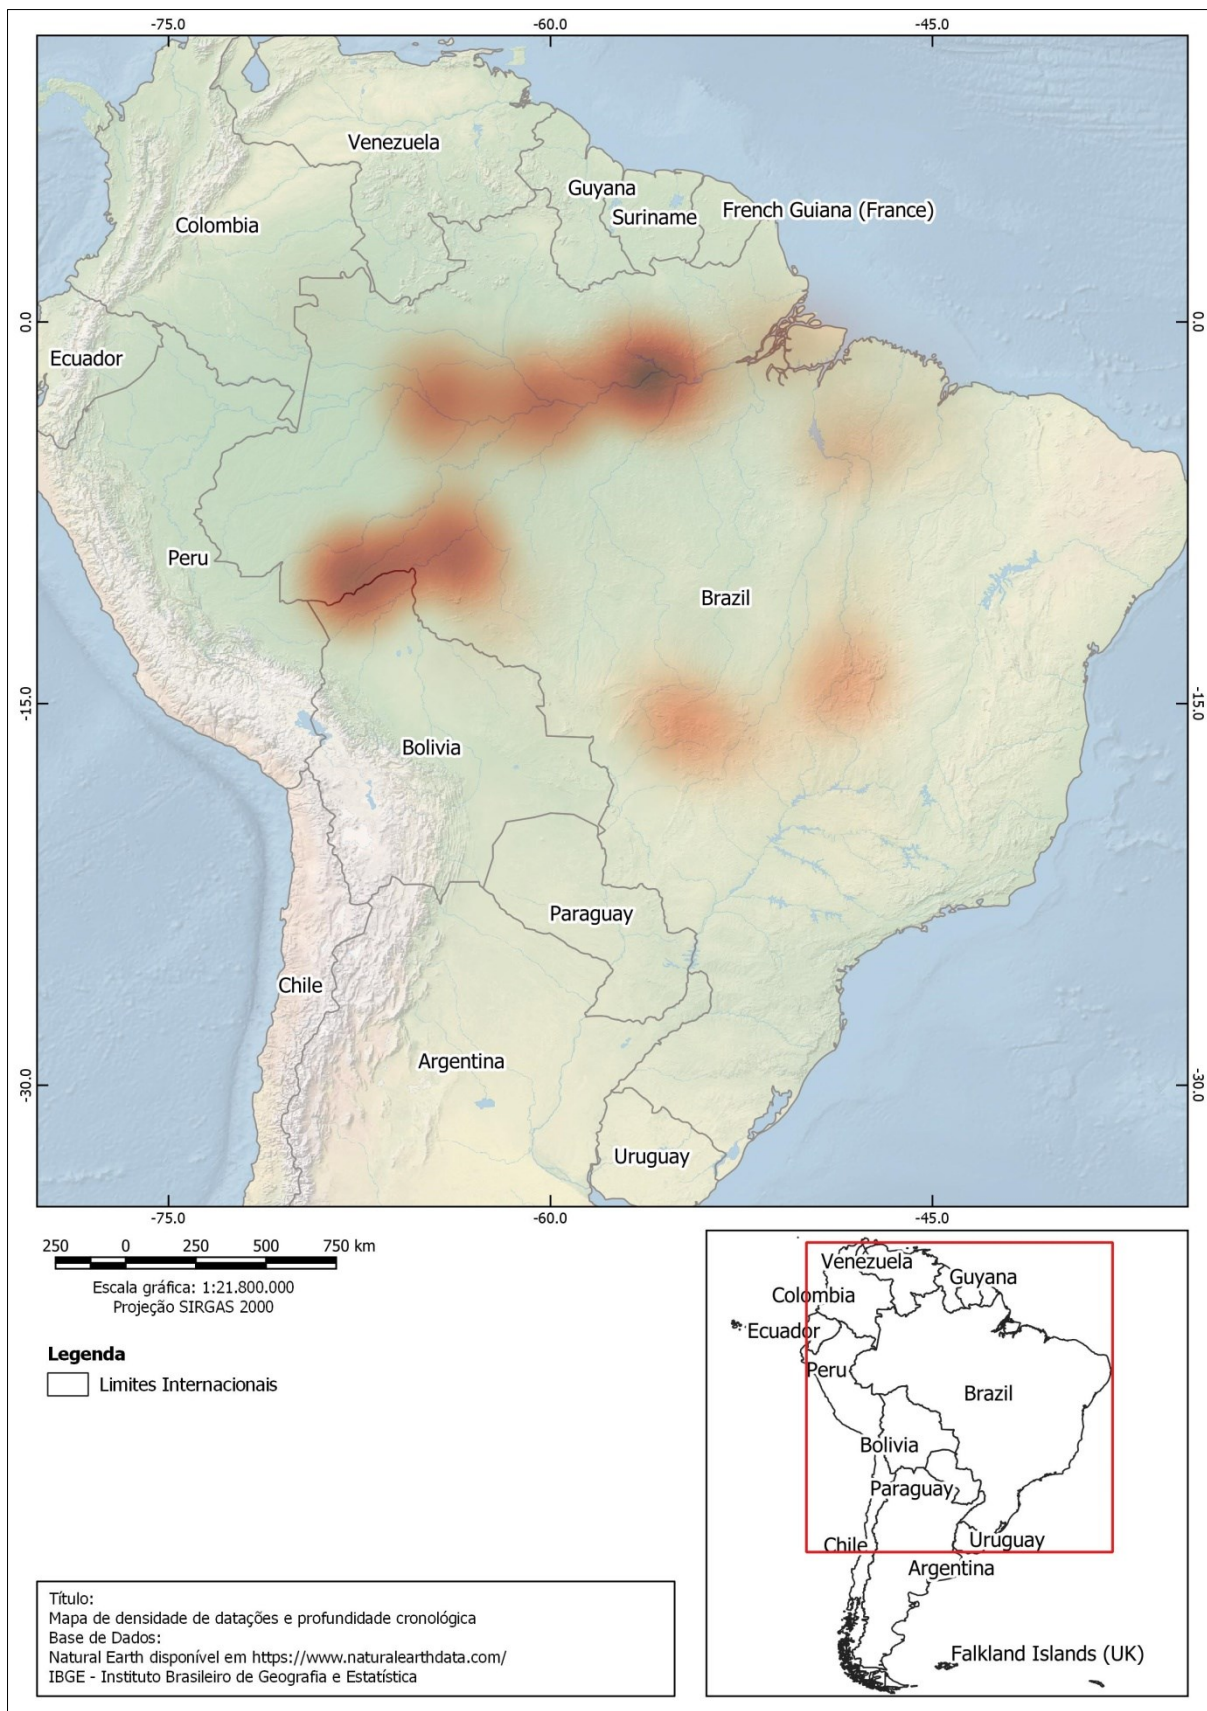 -75.0
-60.0
-45.0
Venezuela
Guyana
Suriname
French Guiana (France)
Colombia
0.0
0.0
Ecuador
Peru
Brazil
-15.0
-15.0
Bolivia
Paraguay
Chile
Argentina
-30.0
-30.0
Uruguay
-75.0
-60.0
-45.0
250 0 250 500 750 km
Escala gráfica: 1:21.800.000
Projeção SIRGAS 2000
Legenda
Limites Internacionais
Título:
Mapa de densidade de datações e profundidade cronológica
Base de Dados:
Natural Earth disponível em https://www.naturalearthdata.com/
IBGE - Instituto Brasileiro de Geografia e Estatística
Venezuela
Guyana
Colombia
Ecuador
Peru
Brazil
Bolivia
Paraguay
Chile
Uruguay
Argentina
Falkland Islands (UK)